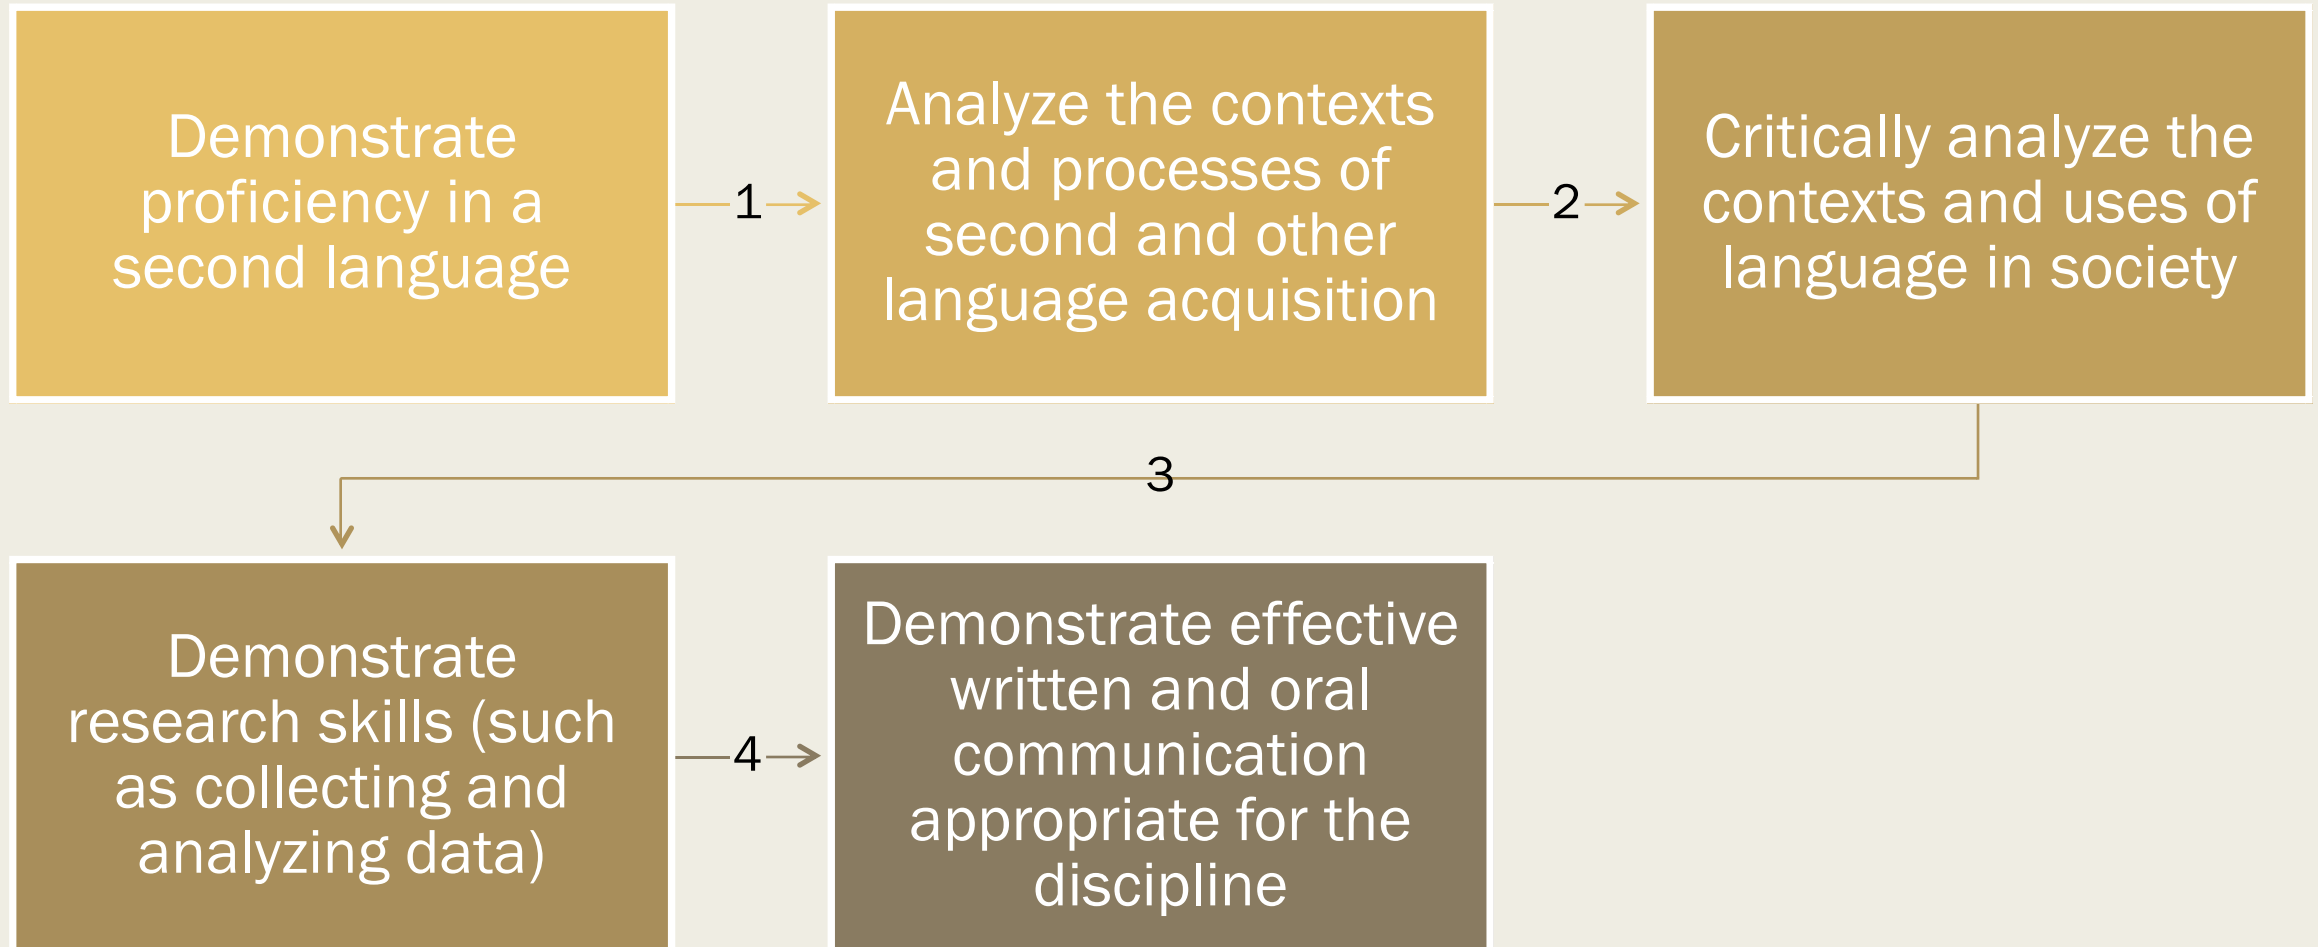 Demonstrate
proficiency in a
second language
1
Analyze the contexts
and processes of
second and other
language acquisition
2
Critically analyze the
contexts and uses of
language in society
3
Demonstrate
research skills (such
as collecting and
analyzing data)
4
Demonstrate effective
written and oral
communication
appropriate for the
discipline